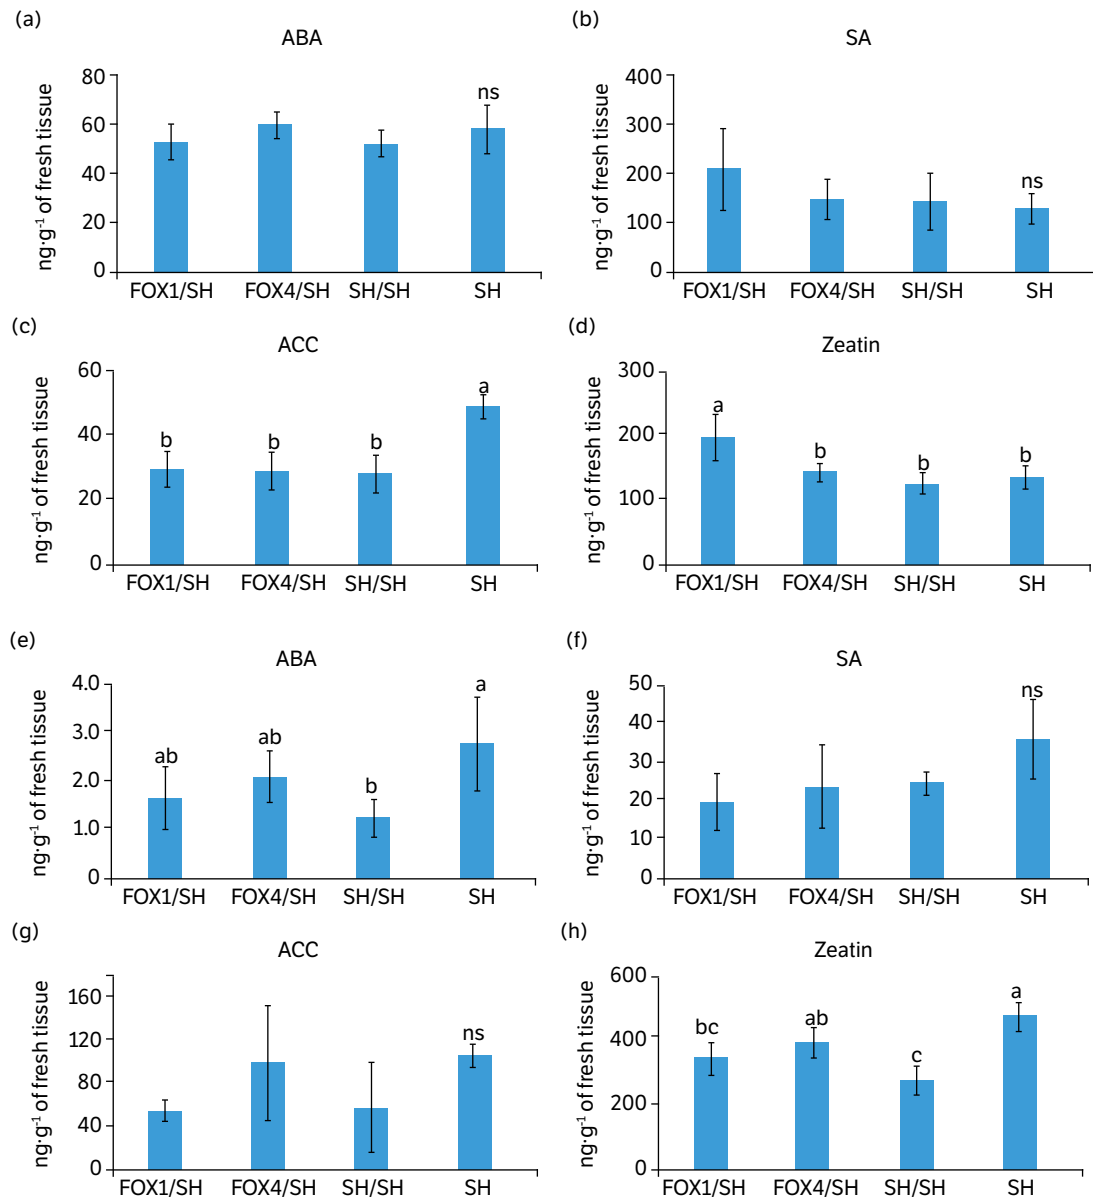 (a)
ABA
ng·g⁻¹ of fresh tissue
80
60
40
20
0
ns
FOX1/SH FOX4/SH SH/SH SH
(b)
SA
ng·g⁻¹ of fresh tissue
400
300
200
100
0
ns
FOX1/SH FOX4/SH SH/SH SH
(c)
ACC
ng·g⁻¹ of fresh tissue
60
40
20
0
b b b a
FOX1/SH FOX4/SH SH/SH SH
(d)
Zeatin
ng·g⁻¹ of fresh tissue
300
200
100
0
a b b b
FOX1/SH FOX4/SH SH/SH SH
(e)
ABA
ng·g⁻¹ of fresh tissue
4.0
3.0
2.0
1.0
0
ab ab b a
FOX1/SH FOX4/SH SH/SH SH
(f)
SA
ng·g⁻¹ of fresh tissue
50
40
30
20
10
0
ns
FOX1/SH FOX4/SH SH/SH SH
(g)
ACC
ng·g⁻¹ of fresh tissue
160
120
80
40
0
ns
FOX1/SH FOX4/SH SH/SH SH
(h)
Zeatin
ng·g⁻¹ of fresh tissue
600
400
200
0
bc ab c a
FOX1/SH FOX4/SH SH/SH SH